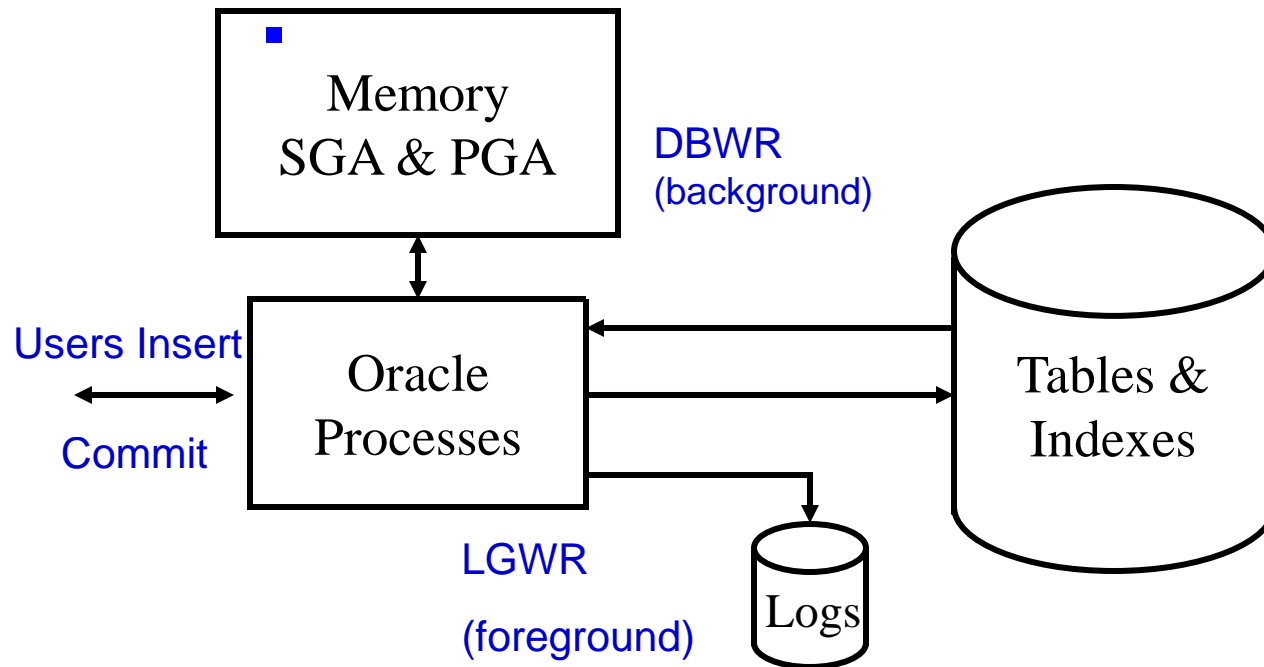 Memory
SGA & PGA
DBWR
(background)
Users Insert
Commit
Oracle
Processes
Tables &
Indexes
LGWR
(foreground)
Logs